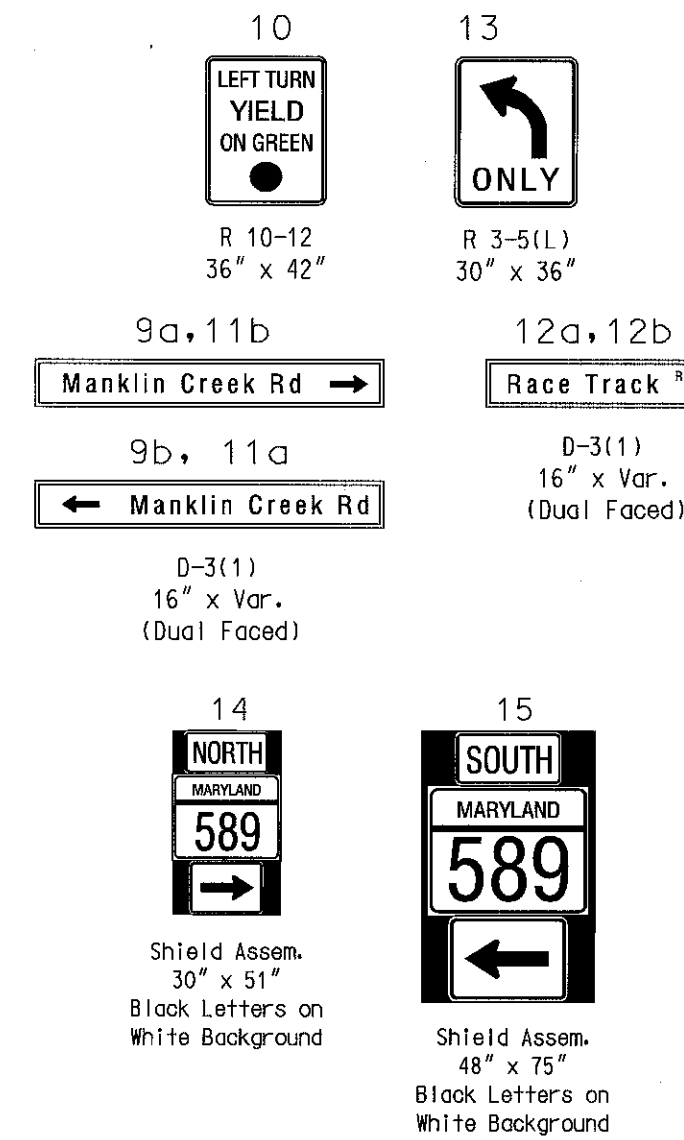 10
LEFT TURN
YIELD
ON GREEN
R 10-12
36" x 42"
13
ONLY
R 3-5(L)
30" x 36"
9a, 11b
Manklin Creek Rd
9b, 11a
Manklin Creek Rd
D-3(1)
16" x Var.
(Dual Faced)
12a, 12b
Race Track R
D-3(1)
16" x Var.
(Dual Faced)
14
NORTH
MARYLAND
589
Shield Assem.
30" x 51"
Black Letters on
White Background
15
SOUTH
MARYLAND
589
Shield Assem.
48" x 75"
Black Letters on
White Background